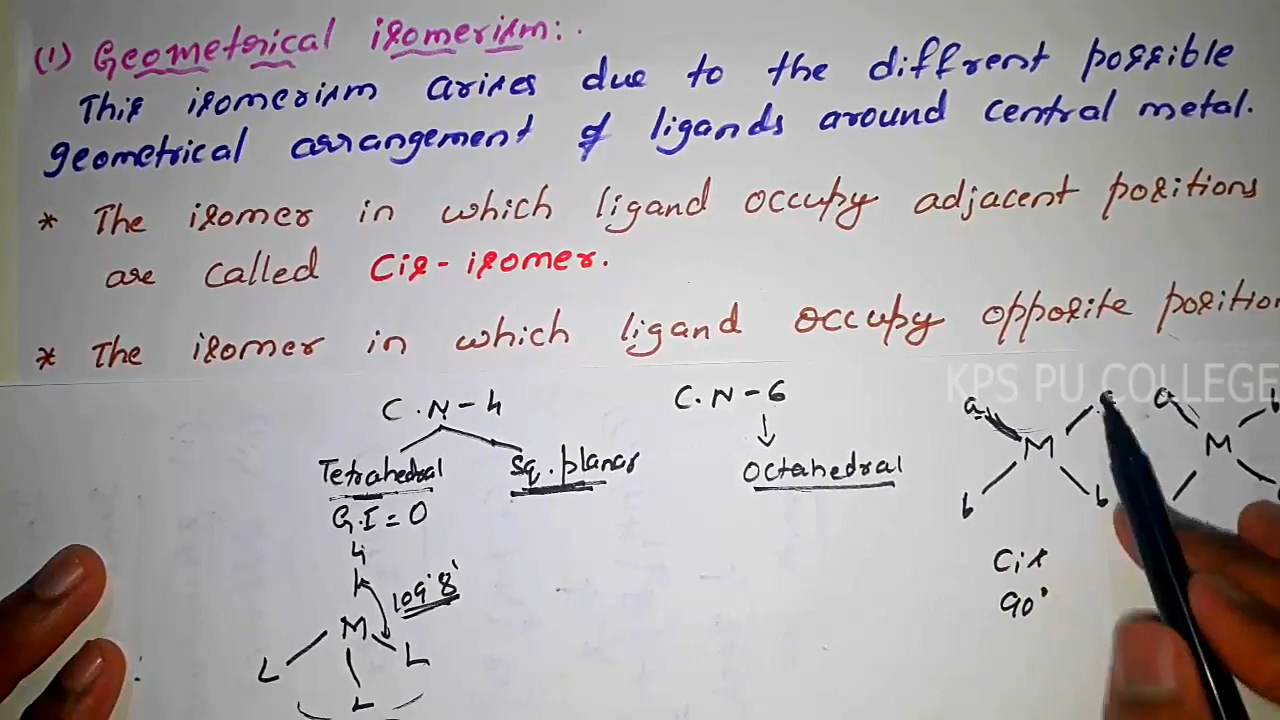 (1) Geometrical isomerism:.
This isomerism arises due to the diffrent possible
geometrical arrangement of ligands around central metal.
* The isomer in which ligand occupy adjacent positions
are called Cis-isomer.
* The isomer in which ligand occupy opposite position
KPS PU COLLEGE
C.N-4
Tetrahedral Sq. planar
G.I = 0
109°8'
M
L L
L
C.N-6
↓
Octahedral
a
M
b b
Cis
90°
a b
M